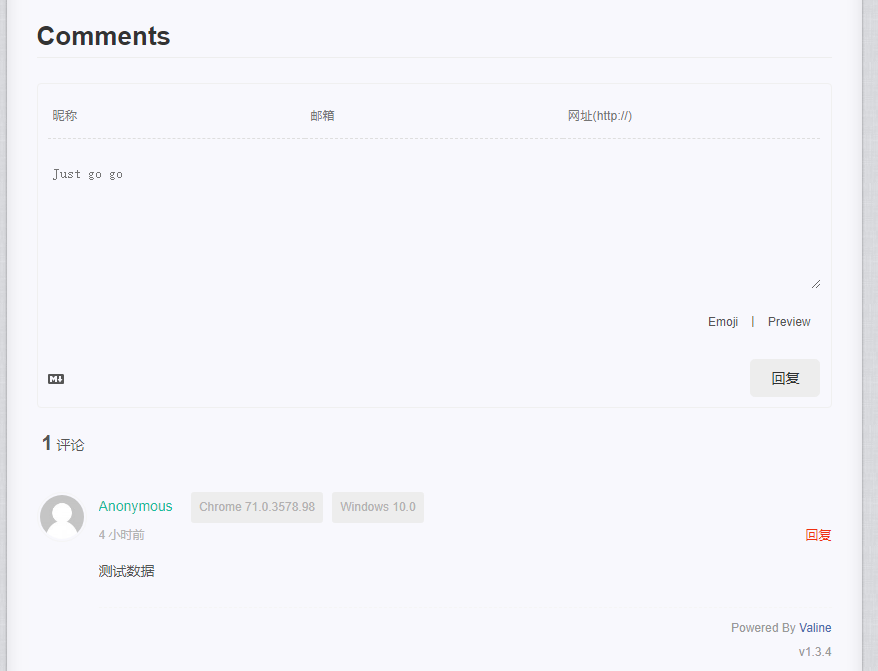 Comments
昵称 邮箱 网址(http://)
Just go go
Emoji | Preview
M↓ 回复
1 评论
Anonymous Chrome 71.0.3578.98 Windows 10.0
4 小时前 回复
测试数据
Powered By Valine
v1.3.4